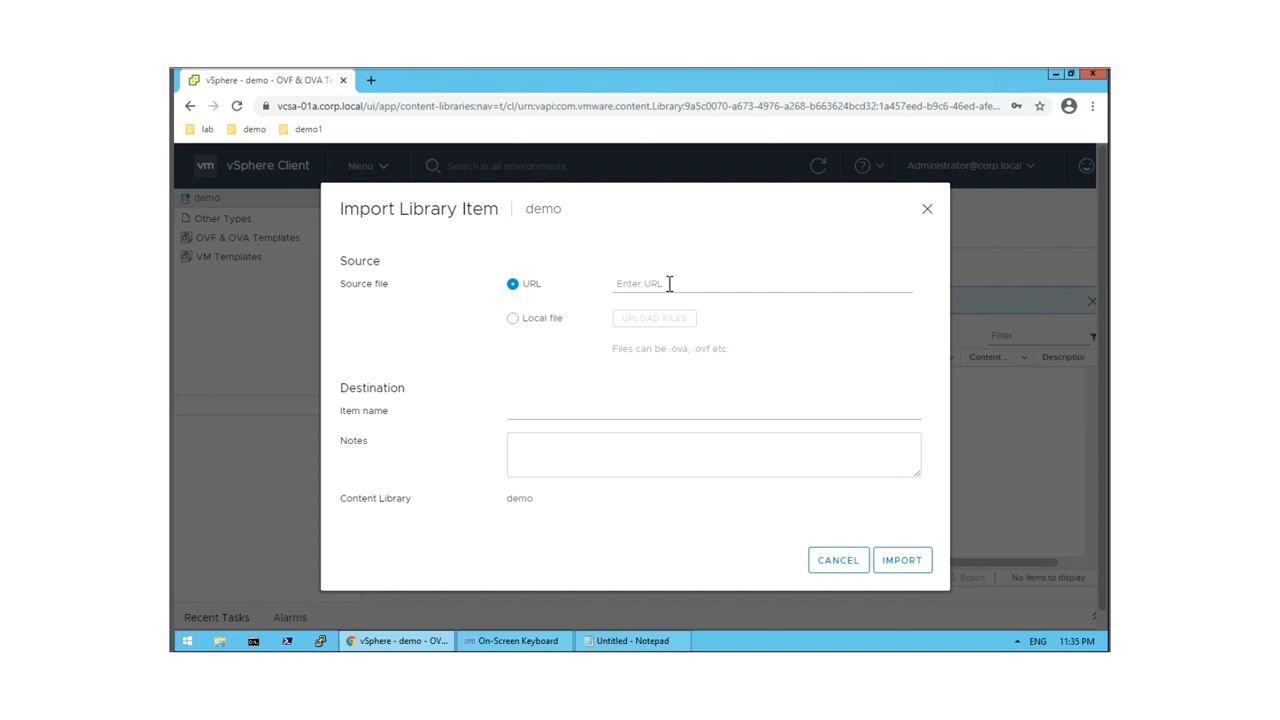 vSphere - demo - OVF & OVA Te
vcsa-01a.corp.local/ui/app/content-libraries;nav=t/cl/urn:vapi:com.vmware.content.Library:9a5c0070-a673-4976-a268-b663624bcd32:1a457eed-b9c6-46ed-afe...
lab demo demo1
vm vSphere Client Menu Search in all environments Administrator@corp.local
demo
Other Types
OVF & OVA Templates
VM Templates
Import Library Item demo
Source
Source file URL Enter URL
Local file UPLOAD FILES
Files can be .ova, .ovf etc.
Destination
Item name
Notes
Content Library demo
CANCEL IMPORT
Filter
Content ... Description
Export No items to display
Recent Tasks Alarms
vSphere - demo - OV... On-Screen Keyboard Untitled - Notepad ENG 11:35 PM